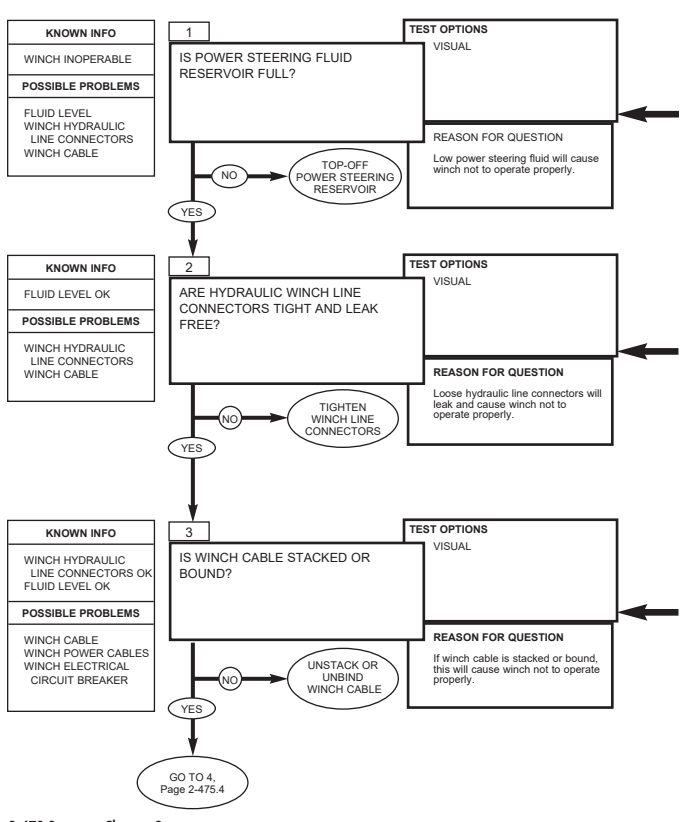 KNOWN INFO
WINCH INOPERABLE
POSSIBLE PROBLEMS
FLUID LEVEL
WINCH HYDRAULIC
LINE CONNECTORS
WINCH CABLE
1
IS POWER STEERING FLUID
RESERVOIR FULL?
TEST OPTIONS
VISUAL
REASON FOR QUESTION
Low power steering fluid will cause
winch not to operate properly.
NO
TOP-OFF
POWER STEERING
RESERVOIR
YES
KNOWN INFO
FLUID LEVEL OK
POSSIBLE PROBLEMS
WINCH HYDRAULIC
LINE CONNECTORS
WINCH CABLE
2
ARE HYDRAULIC WINCH LINE
CONNECTORS TIGHT AND LEAK
FREE?
TEST OPTIONS
VISUAL
REASON FOR QUESTION
Loose hydraulic line connectors will
leak and cause winch not to
operate properly.
NO
TIGHTEN
WINCH LINE
CONNECTORS
YES
KNOWN INFO
WINCH HYDRAULIC
LINE CONNECTORS OK
FLUID LEVEL OK
POSSIBLE PROBLEMS
WINCH CABLE
WINCH POWER CABLES
WINCH ELECTRICAL
CIRCUIT BREAKER
3
IS WINCH CABLE STACKED OR
BOUND?
TEST OPTIONS
VISUAL
REASON FOR QUESTION
If winch cable is stacked or bound,
this will cause winch not to operate
properly.
NO
UNSTACK OR
UNBIND
WINCH CABLE
YES
GO TO 4,
Page 2-475.4